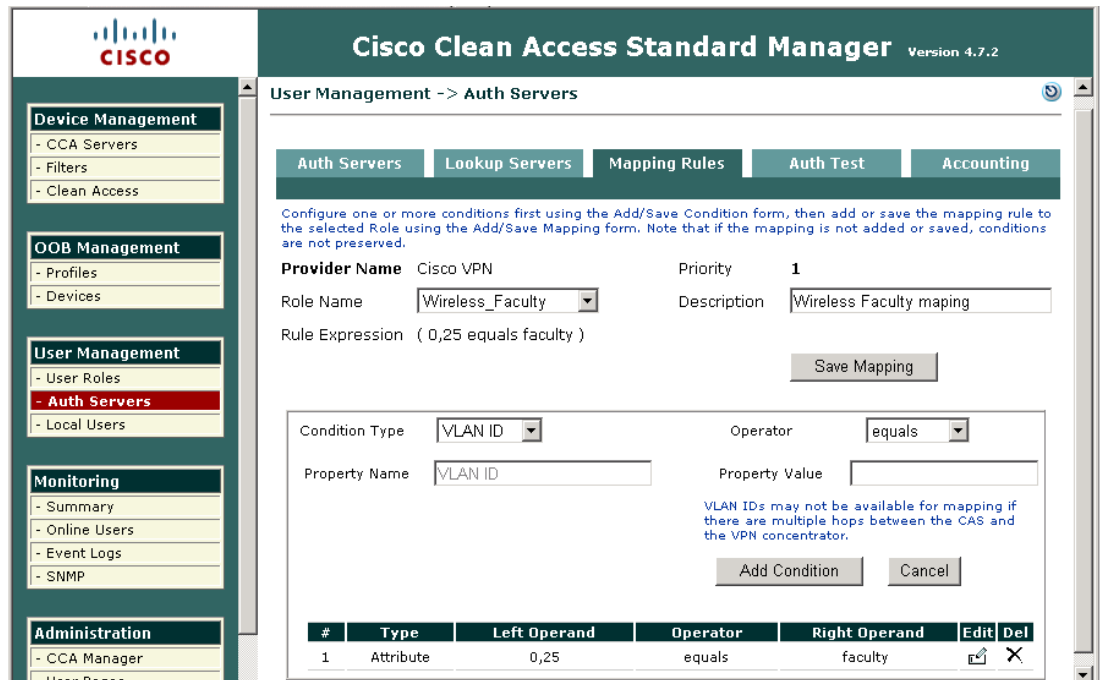 CISCO
Cisco Clean Access Standard Manager Version 4.7.2
Device Management
- CCA Servers
- Filters
- Clean Access
OOB Management
- Profiles
- Devices
User Management
- User Roles
- Auth Servers
- Local Users
Monitoring
- Summary
- Online Users
- Event Logs
- SNMP
Administration
- CCA Manager
- User Pages
User Management -> Auth Servers
Auth Servers Lookup Servers Mapping Rules Auth Test Accounting
Configure one or more conditions first using the Add/Save Condition form, then add or save the mapping rule to
the selected Role using the Add/Save Mapping form. Note that if the mapping is not added or saved, conditions
are not preserved.
Provider Name Cisco VPN Priority 1
Role Name Wireless_Faculty Description Wireless Faculty maping
Rule Expression ( 0,25 equals faculty )
Save Mapping
Condition Type VLAN ID Operator equals
Property Name VLAN ID Property Value
VLAN IDs may not be available for mapping if
there are multiple hops between the CAS and
the VPN concentrator.
Add Condition Cancel
# Type Left Operand Operator Right Operand Edit Del
1 Attribute 0,25 equals faculty